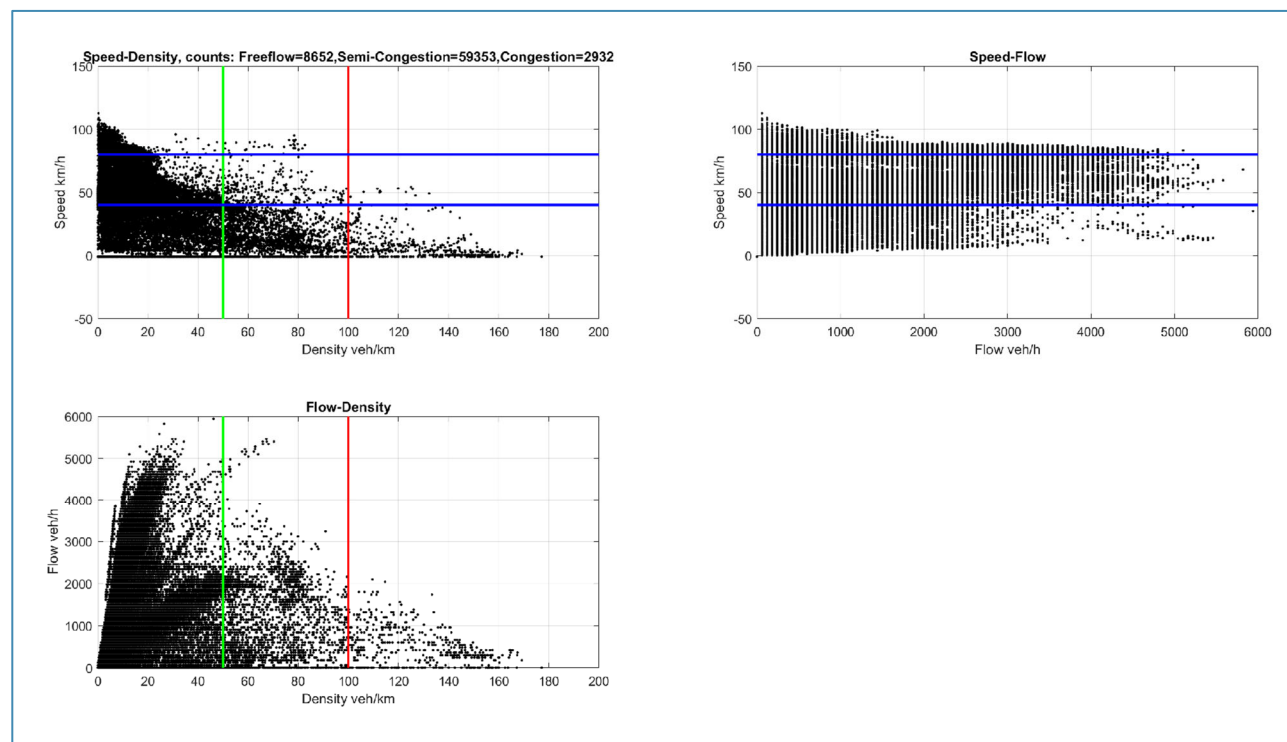 Speed-Density, counts: Freeflow=8652,Semi-Congestion=59353,Congestion=2932
150
100
50
0
-50
Speed km/h
0 20 40 60 80 100 120 140 160 180 200
Density veh/km
Speed-Flow
150
100
50
0
-50
Speed km/h
0 1000 2000 3000 4000 5000 6000
Flow veh/h
Flow-Density
6000
5000
4000
3000
2000
1000
0
Flow veh/h
0 20 40 60 80 100 120 140 160 180 200
Density veh/km